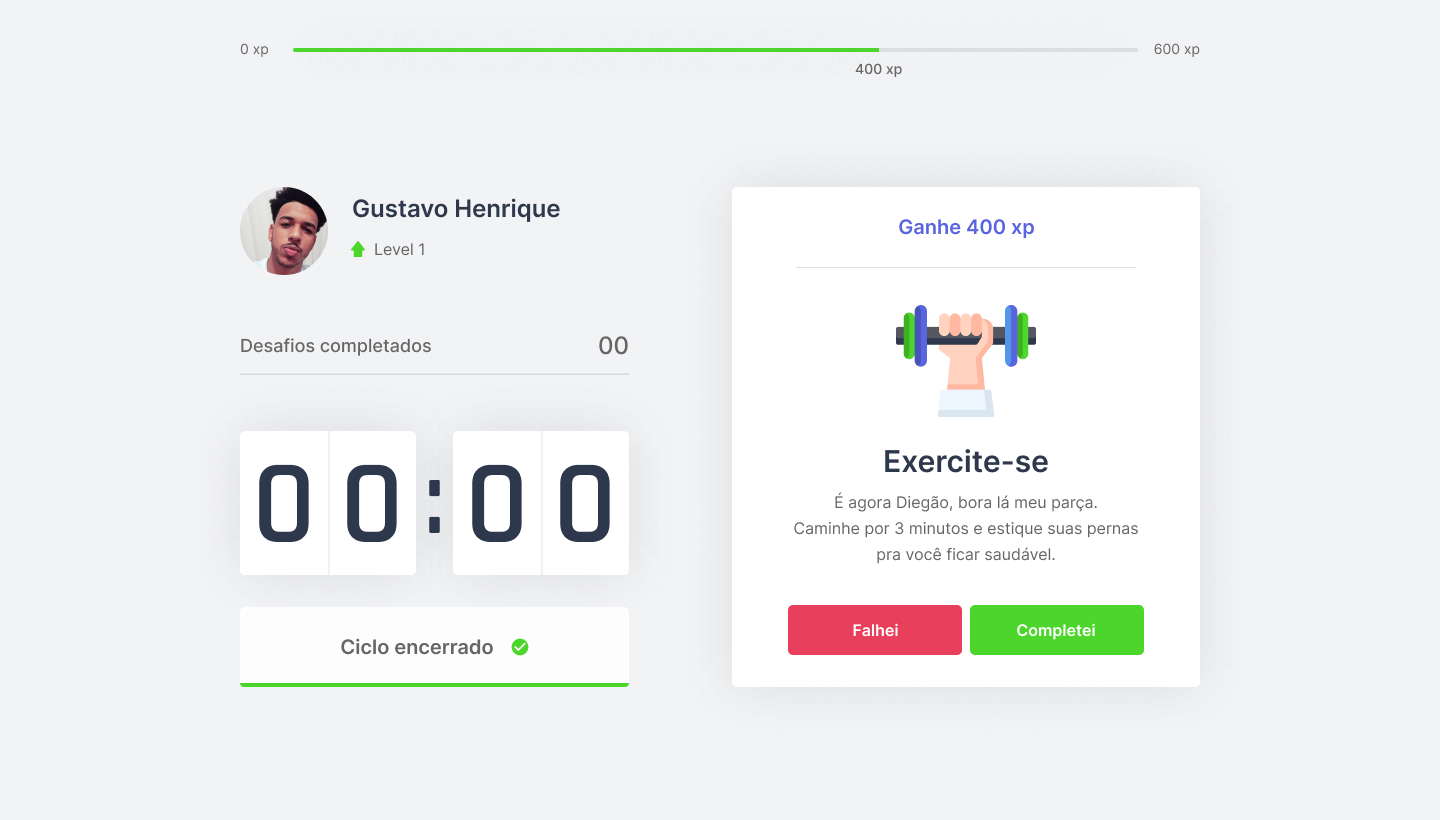 0 xp
600 xp
400 xp
Gustavo Henrique
Level 1
Desafios completados 00
00:00
Ciclo encerrado
Ganhe 400 xp
Exercite-se
É agora Diegão, bora lá meu parça.
Caminhe por 3 minutos e estique suas pernas
pra você ficar saudável.
Falhei
Completei